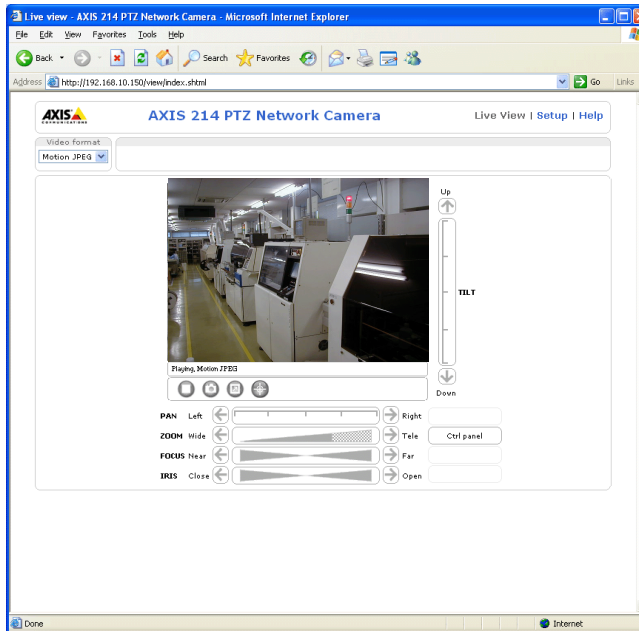 Live view - AXIS 214 PTZ Network Camera - Microsoft Internet Explorer
File Edit View Favorites Tools Help
Back Search Favorites
Address http://192.168.10.150/view/index.shtml Go Links
AXIS COMMUNICATIONS AXIS 214 PTZ Network Camera Live View | Setup | Help
Video format
Motion JPEG
Up
TILT
Playing, Motion JPEG
Down
PAN Left Right
ZOOM Wide Tele Ctrl panel
FOCUS Near Far
IRIS Close Open
Done Internet